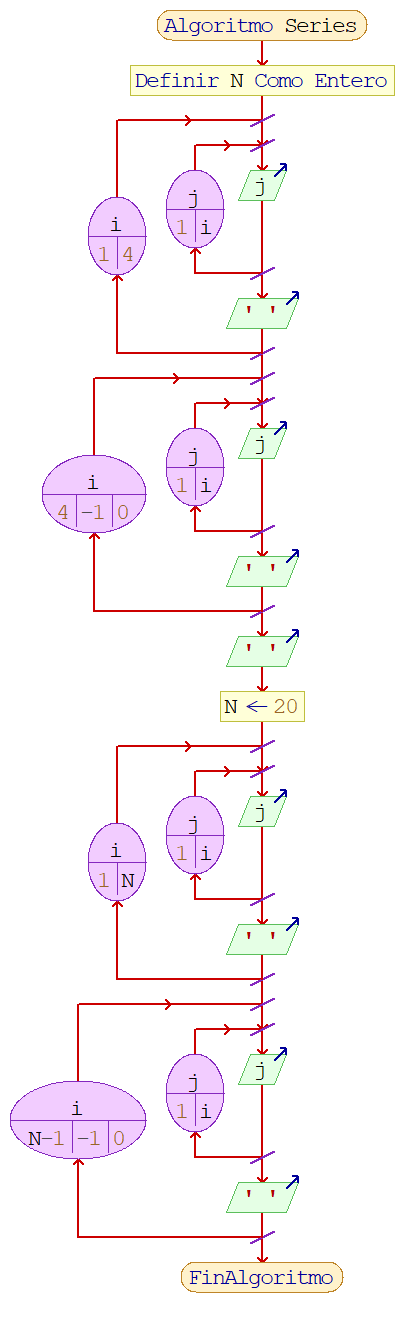 Algoritmo Series
Definir N Como Entero
i
1 4
j
1 i
j
' '
i
4 -1 0
j
1 i
j
' '
' '
N ← 20
i
1 N
j
1 i
j
' '
i
N-1 -1 0
j
1 i
j
' '
FinAlgoritmo